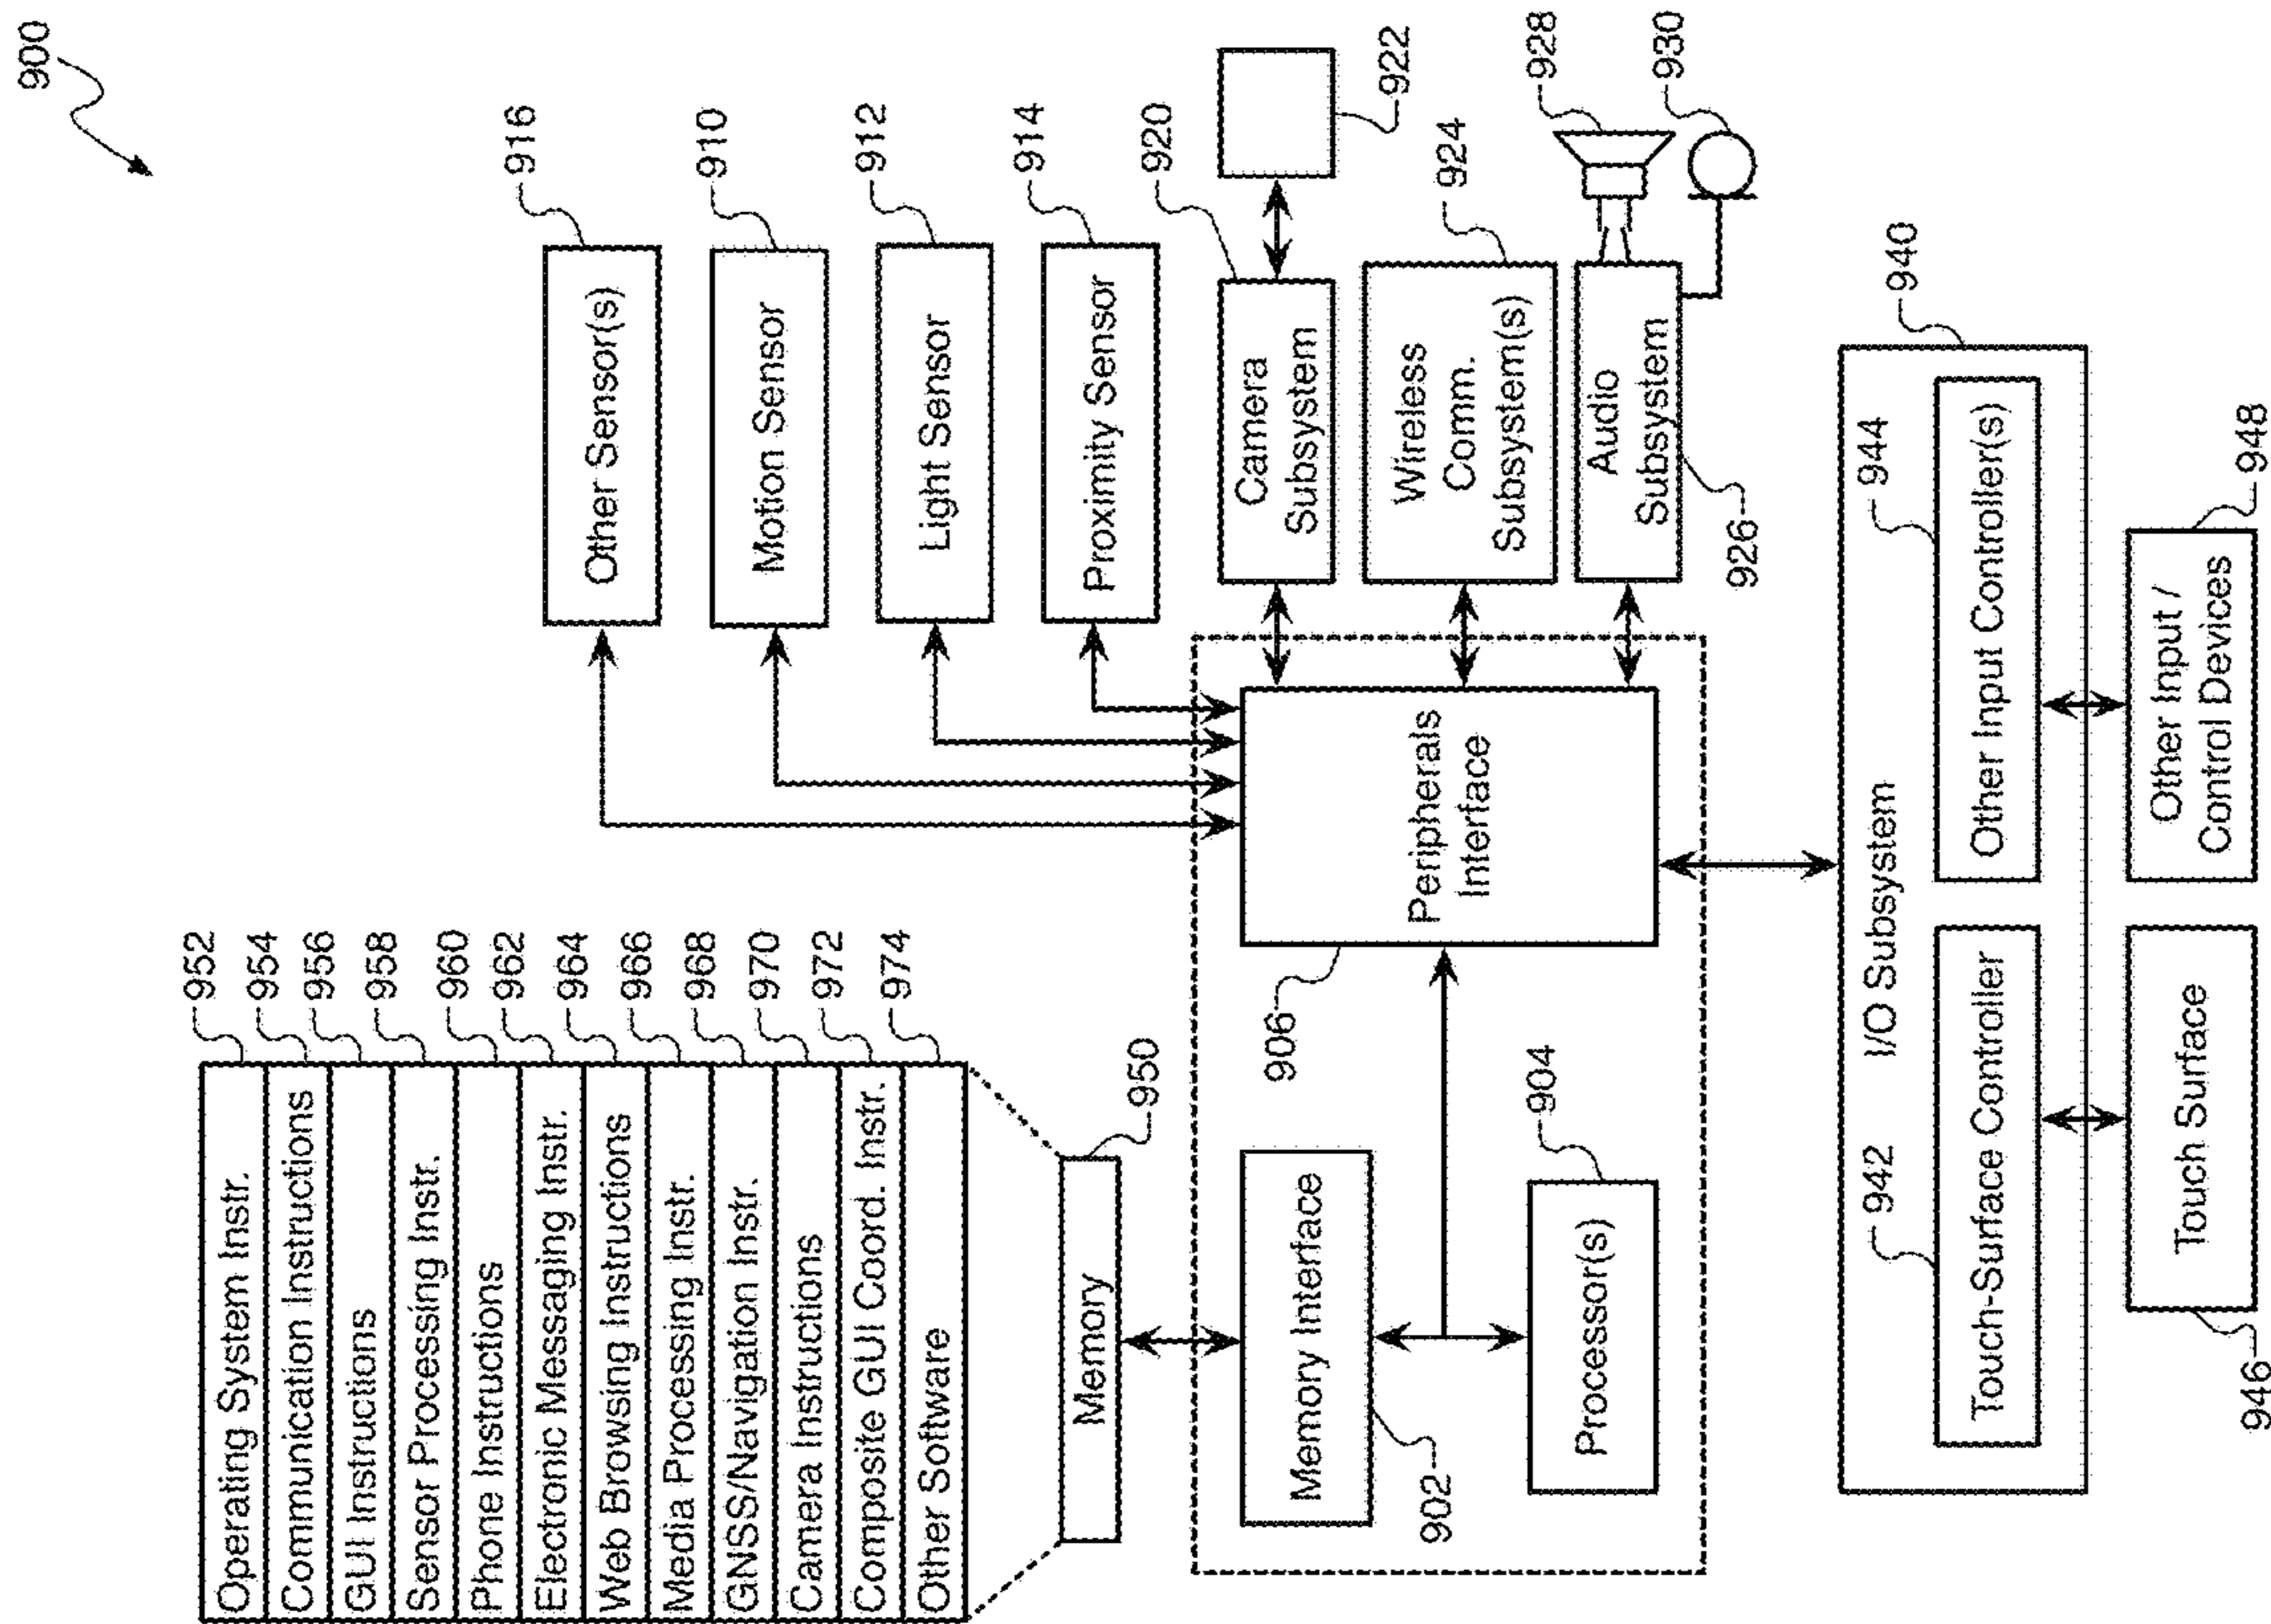 900
Operating System Instr.
952
Communication Instructions
954
GUI Instructions
956
Sensor Processing Instr.
958
Phone Instructions
960
Electronic Messaging Instr.
962
Web Browsing Instructions
964
Media Processing Instr.
966
GNSS/Navigation Instr.
968
Camera Instructions
970
Composite GUI Coord. Instr.
972
Other Software
974
Memory
950
Other Sensor(s)
916
Motion Sensor
910
Light Sensor
912
Proximity Sensor
914
Memory Interface
902
Processor(s)
904
Peripherals
Interface
906
Camera
Subsystem
920
922
Wireless
Comm.
Subsystem(s)
924
Audio
Subsystem
926
928
930
I/O Subsystem
940
Touch-Surface Controller
942
Other Input Controller(s)
944
Touch Surface
946
Other Input /
Control Devices
948